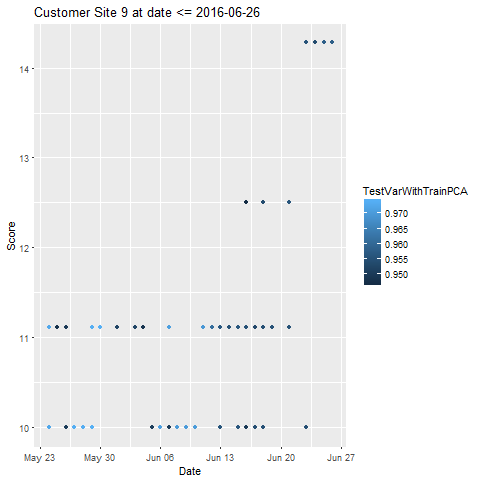 Customer Site 9 at date <= 2016-06-26
Score
14
13
12
11
10
May 23
May 30
Jun 06
Jun 13
Jun 20
Jun 27
Date
TestVarWithTrainPCA
0.970
0.965
0.960
0.955
0.950